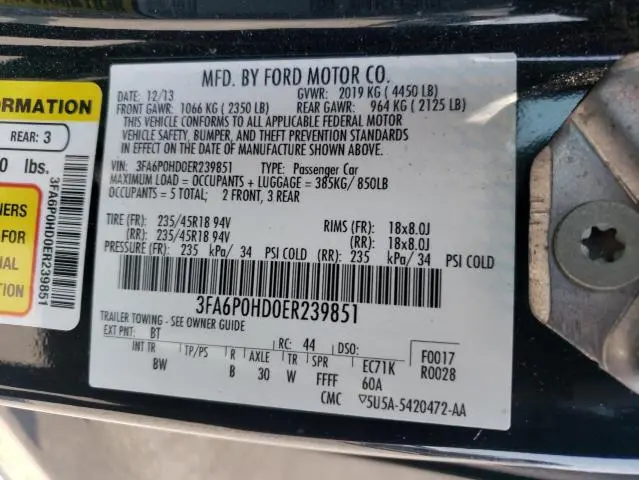 ORMATION
REAR: 3
0 lbs.
NERS
FOR
IAL
ION
3FA6P0HD0ER239851
MFD. BY FORD MOTOR CO.
DATE: 12/13 GVWR: 2019 KG ( 4450 LB)
FRONT GAWR: 1066 KG ( 2350 LB) REAR GAWR: 964 KG ( 2125 LB)
THIS VEHICLE CONFORMS TO ALL APPLICABLE FEDERAL MOTOR
VEHICLE SAFETY, BUMPER, AND THEFT PREVENTION STANDARDS
IN EFFECT ON THE DATE OF MANUFACTURE SHOWN ABOVE.
VIN: 3FA6P0HD0ER239851 TYPE: Passenger Car
MAXIMUM LOAD = OCCUPANTS + LUGGAGE = 385KG/ 850LB
OCCUPANTS = 5 TOTAL; 2 FRONT, 3 REAR
TIRE (FR): 235/45R18 94V RIMS (FR): 18x8.0J
(RR): 235/45R18 94V (RR): 18x8.0J
PRESSURE (FR): 235 kPa/ 34 PSI COLD (RR): 235 kPa/ 34 PSI COLD
3FA6P0HD0ER239851
TRAILER TOWING - SEE OWNER GUIDE
EXT PNT: BT RC: 44 DSO:
INT TR TP/PS R AXLE TR SPR EC71K F0017
BW B 30 W FFFF 60A R0028
CMC ▽5U5A-5420472-AA